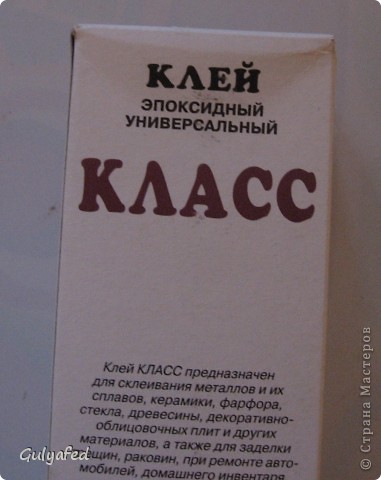 КЛЕЙ
ЭПОКСИДНЫЙ
УНИВЕРСАЛЬНЫЙ
КЛАСС
Клей КЛАСС предназначен
для склеивания металлов и их
сплавов, керамики, фарфора,
стекла, древесины, декоративно-
облицовочных плит и других
материалов, а также для заделки
раковин, при ремонте авто-
мобилей, домашнего инвентаря
Gulyafed
© Страна Мастеров